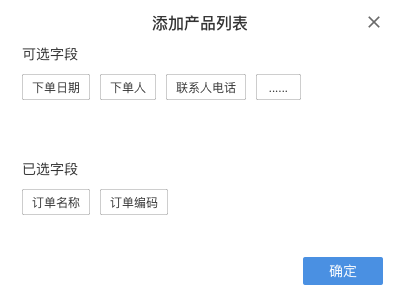 添加产品列表
可选字段
下单日期 下单人 联系人电话 ......
已选字段
订单名称 订单编码
确定